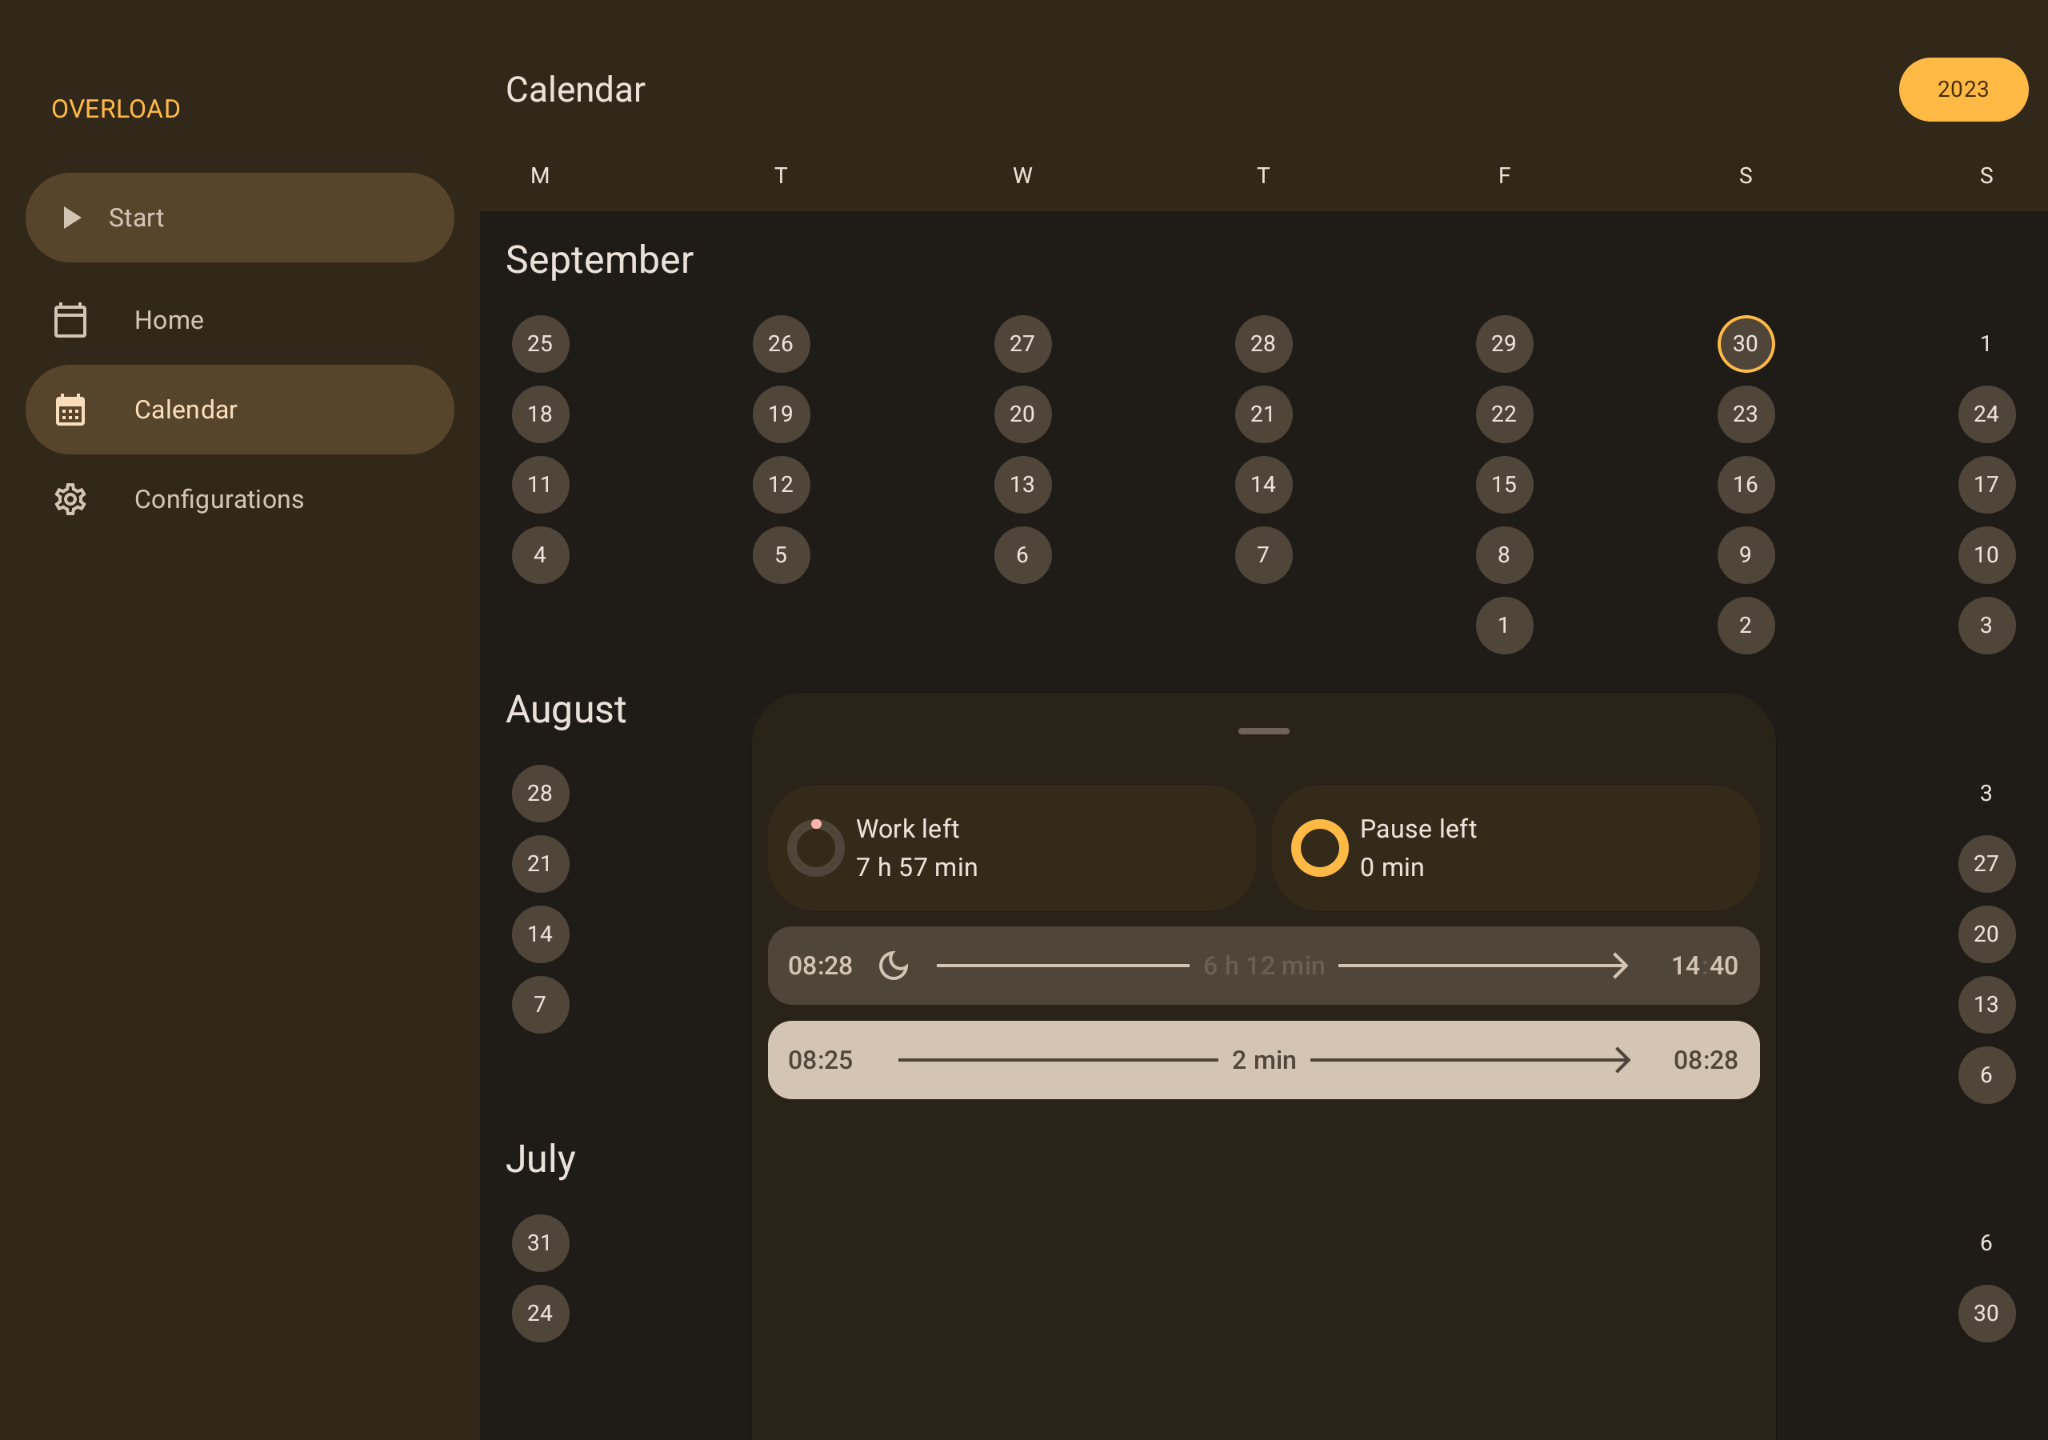 OVERLOAD
Start
Home
Calendar
Configurations
Calendar
2023
M T W T F S S
September
25 26 27 28 29 30 1
18 19 20 21 22 23 24
11 12 13 14 15 16 17
4 5 6 7 8 9 10
1 2 3
August
28 3
21 27
14 20
7 13
6
July
31 6
24 30
Work left
7 h 57 min
Pause left
0 min
08:28 6 h 12 min 14:40
08:25 2 min 08:28